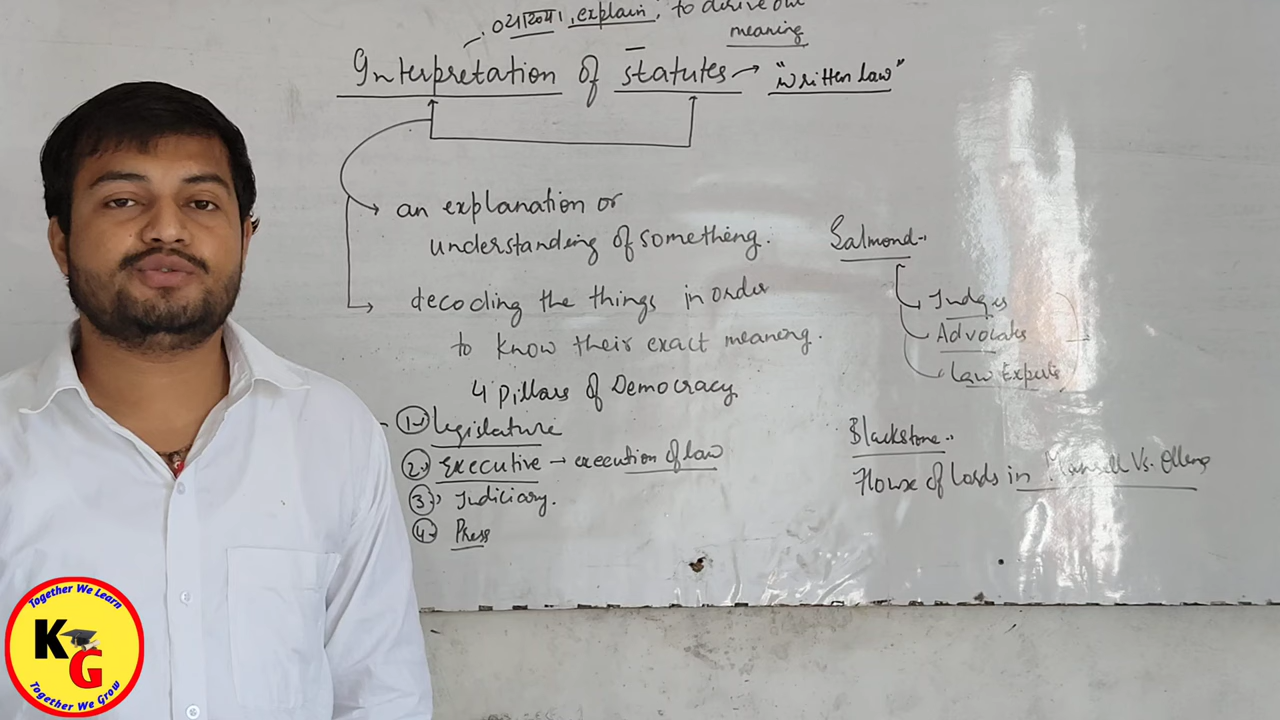 explain, to derive out
meaning
Interpretation of statutes → "written law"
an explanation or
understanding of something.
decoding the things in order
to know their exact meaning.
4 pillars of Democracy
1. legislature
2. Executive → execution of law
3. Judiciary.
4. Press
Salmond..
Judges
Advocates
Law Experts
Blackstone..
House of Lords in Mansell Vs.
Together We Learn
KG
Together We Grow